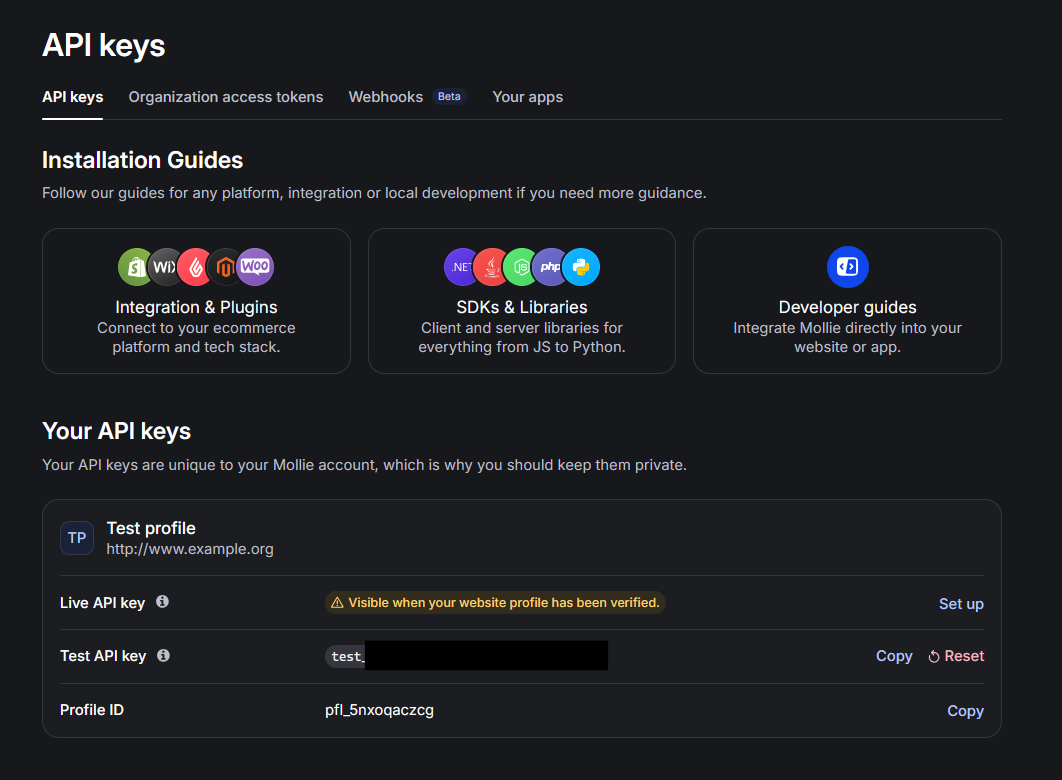 API keys
API keys Organization access tokens Webhooks Beta Your apps
Installation Guides
Follow our guides for any platform, integration or local development if you need more guidance.
WiX WOO
Integration & Plugins
Connect to your ecommerce
platform and tech stack.
.NET JS php
SDKs & Libraries
Client and server libraries for
everything from JS to Python.
Developer guides
Integrate Mollie directly into your
website or app.
Your API keys
Your API keys are unique to your Mollie account, which is why you should keep them private.
TP Test profile
http://www.example.org
Live API key Visible when your website profile has been verified. Set up
Test API key test_ Copy Reset
Profile ID pfl_5nxoqaczcg Copy